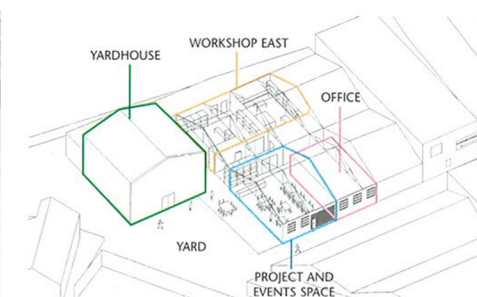 WORKSHOP EAST
YARDHOUSE
OFFICE
YARD
PROJECT AND
EVENTS SPACE